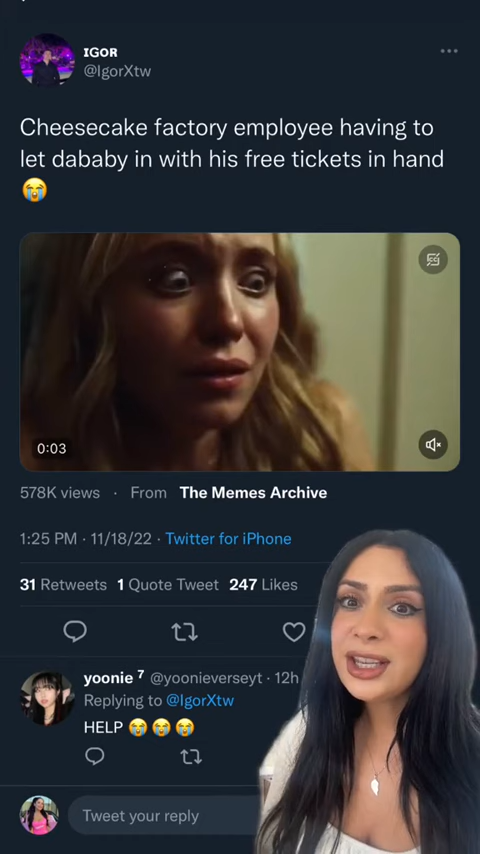 IGOR
@IgorXtw
Cheesecake factory employee having to
let dababy in with his free tickets in hand
😭
CC
0:03
578K views · From The Memes Archive
1:25 PM · 11/18/22 · Twitter for iPhone
31 Retweets 1 Quote Tweet 247 Likes
yoonie 7 @yoonieverseyt · 12h
Replying to @IgorXtw
HELP 😭😭😭
Tweet your reply